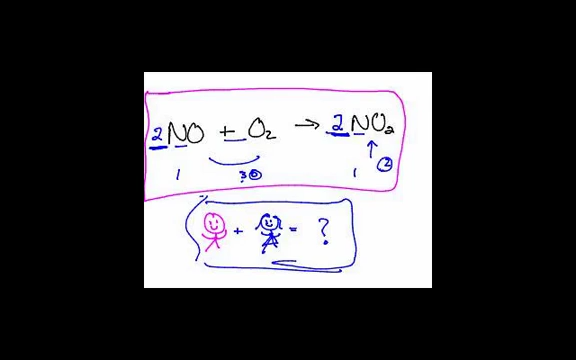 2NO + O₂ → 2NO₂
1 3 1 2
+ = ?